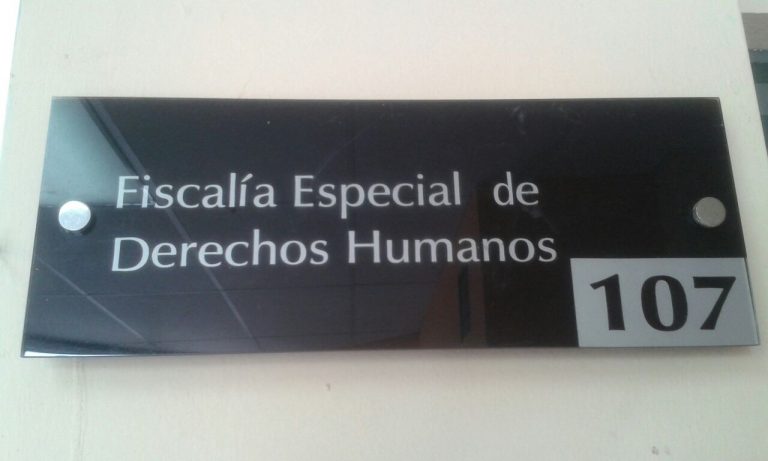 Fiscalía Especial de
Derechos Humanos
107